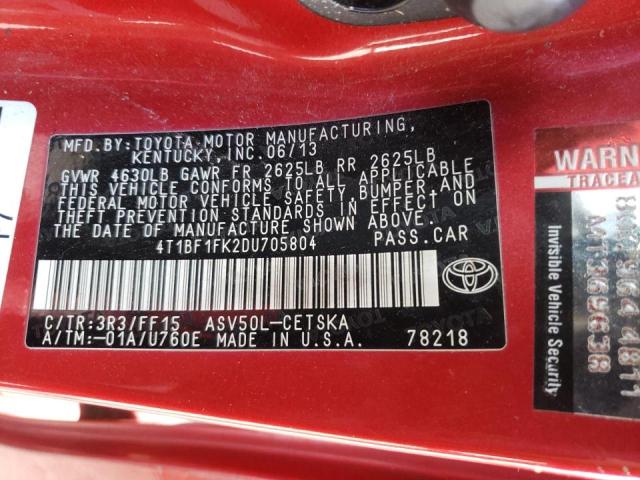 MFD. BY: TOYOTA MOTOR MANUFACTURING,
KENTUCKY, INC. 06/13
GVWR 4630LB GAWR FR 2625LB RR 2625LB
THIS VEHICLE CONFORMS TO ALL APPLICABLE
FEDERAL MOTOR VEHICLE SAFETY, BUMPER, AND
THEFT PREVENTION STANDARDS IN EFFECT ON
THE DATE OF MANUFACTURE SHOWN ABOVE.
4T1BF1FK2DU705804 PASS. CAR
C/TR:3R3/FF15 ASV50L-CETSKA
A/TM:-01A/U760E MADE IN U.S.A. 78218
TOYOTA
WARN
TRACEA
Invisible Vehicle Security